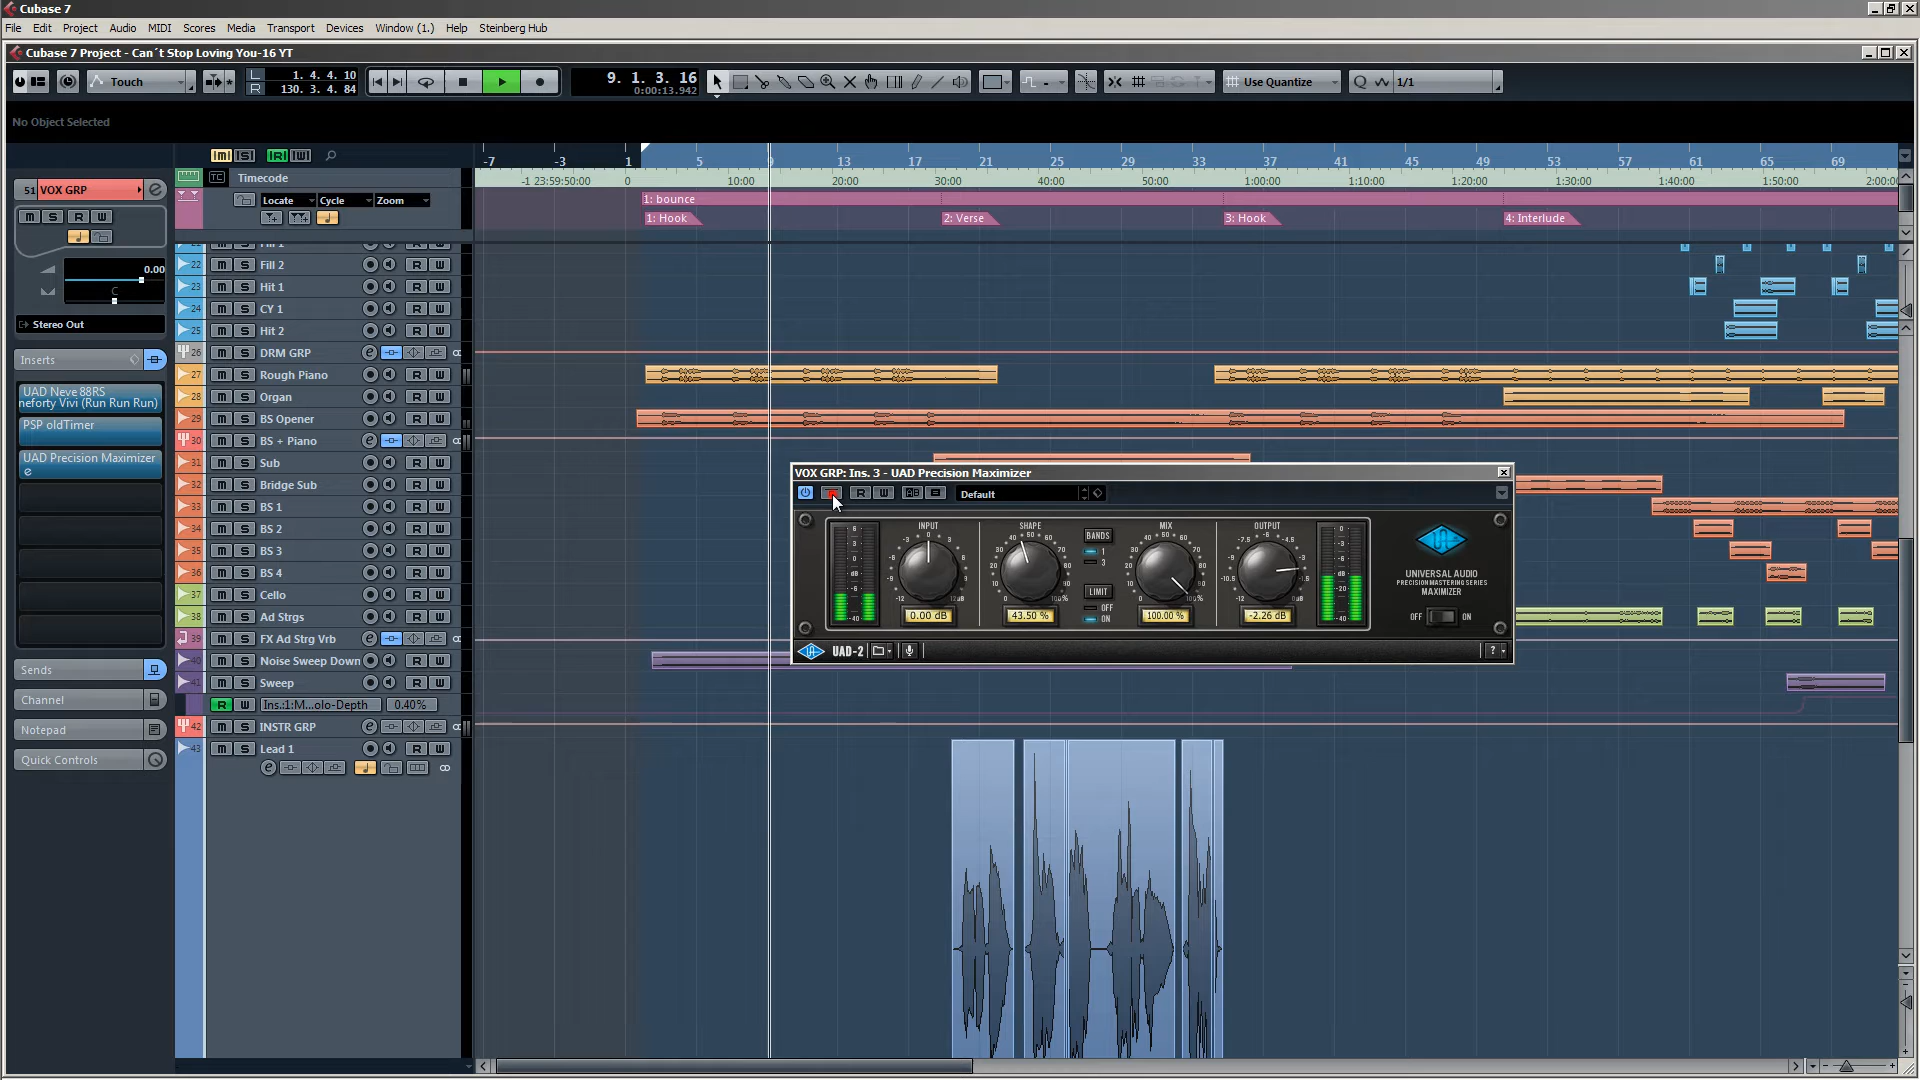 Cubase 7
File Edit Project Audio MIDI Scores Media Transport Devices Window (1.) Help Steinberg Hub
Cubase 7 Project - Can´t Stop Loving You-16 YT
Touch
L 1. 4. 4. 10
R 130. 3. 4. 84
9. 1. 3. 16
0:00:13.942
Use Quantize
Q 1/1
No Object Selected
-7 -3 1 5 9 13 17 21 25 29 33 37 41 45 49 53 57 61 65 69
TC Timecode
-1 23:59:50:00 0 10:00 20:00 30:00 40:00 50:00 1:00:00 1:10:00 1:20:00 1:30:00 1:40:00 1:50:00 2:00:00
Locate Cycle Zoom
1: bounce
1: Hook 2: Verse 3: Hook 4: Interlude
51 VOX GRP
M S R W
0.00
C
Stereo Out
Inserts
UAD Neve 88RS
neforty Vivi (Run Run Run)
PSP oldTimer
UAD Precision Maximizer
e
Sends
Channel
Notepad
Quick Controls
21 M S Fill 1 R W
22 M S Fill 2 R W
23 M S Hit 1 R W
24 M S CY 1 R W
25 M S Hit 2 R W
26 M S DRM GRP e
27 M S Rough Piano R W
28 M S Organ R W
29 M S BS Opener R W
30 M S BS + Piano e
31 M S Sub R W
32 M S Bridge Sub R W
33 M S BS 1 R W
34 M S BS 2 R W
35 M S BS 3 R W
36 M S BS 4 R W
37 M S Cello R W
38 M S Ad Strgs R W
39 M S FX Ad Strg Vrb e
40 M S Noise Sweep Down R W
41 M S Sweep R W
R W Ins.:1:M...olo-Depth 0.40%
42 M S INSTR GRP e
43 M S Lead 1 R W
e
VOX GRP: Ins. 3 - UAD Precision Maximizer
R W Default
INPUT SHAPE BANDS MIX OUTPUT
1
3
LIMIT
OFF
ON
0.00 dB 43.50 % 100.00 % -2.26 dB
UNIVERSAL AUDIO
PRECISION MASTERING SERIES
MAXIMIZER
OFF ON
UAD-2
?